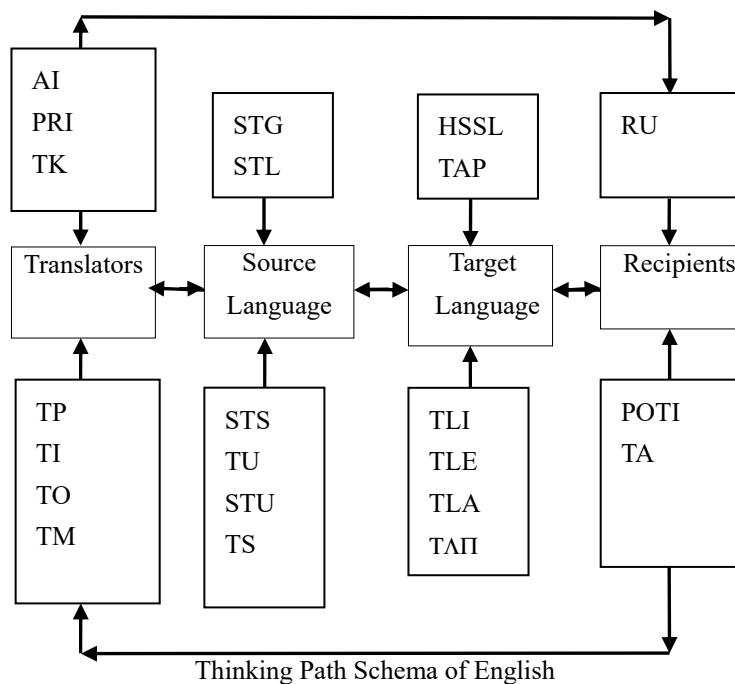 AI
PRI
TK
STG
STL
HSSL
TAP
RU
Translators
Source
Language
Target
Language
Recipients
TP
TI
TO
TM
STS
TU
STU
TS
TLI
TLE
TLA
ΤΛΠ
POTI
TA
Thinking Path Schema of English